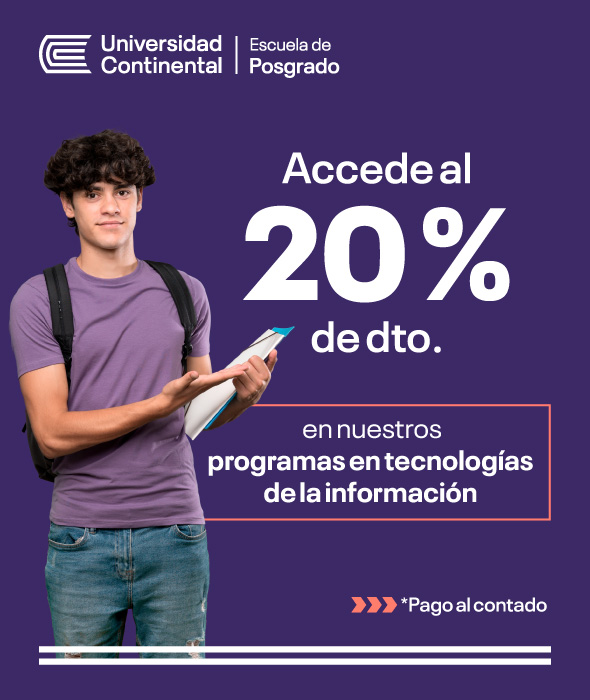 Universidad
Continental
Escuela de
Posgrado
Accede al
20%
de dto.
en nuestros
programas en tecnologías
de la información
*Pago al contado